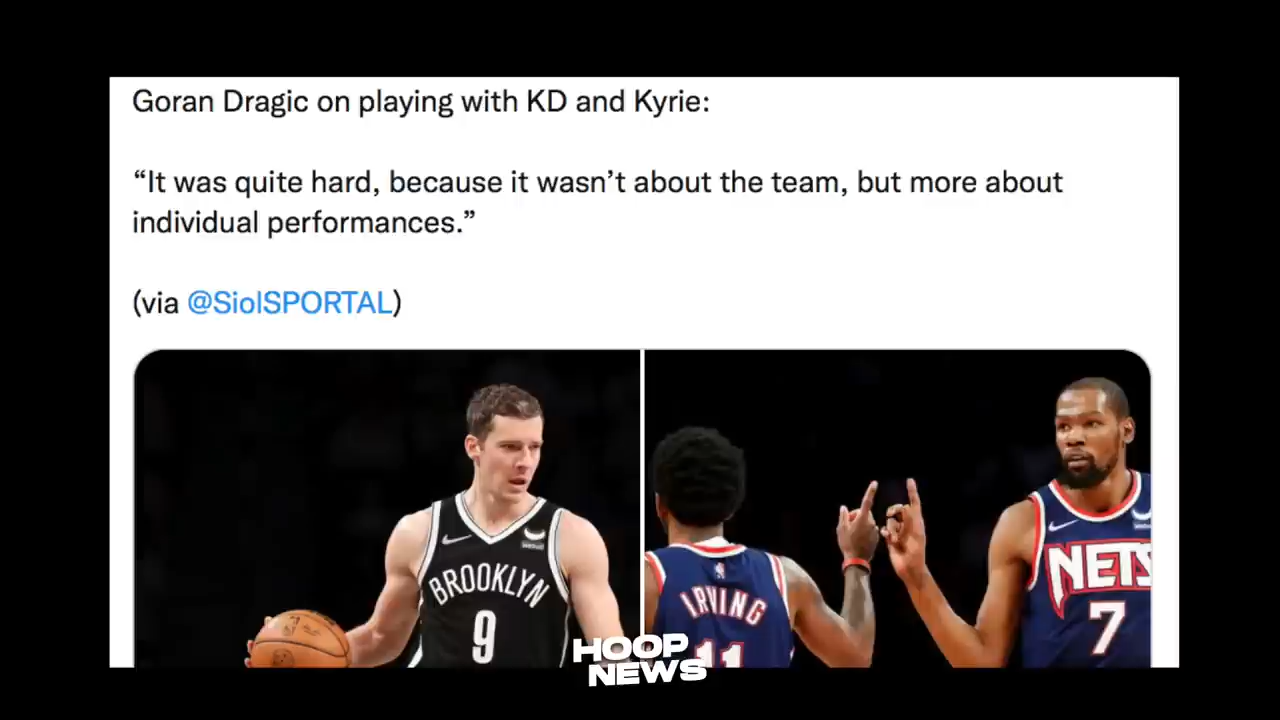 Goran Dragic on playing with KD and Kyrie:
“It was quite hard, because it wasn’t about the team, but more about
individual performances.”
(via @SiolSPORTAL)
BROOKLYN
9
IRVING
11
NETS
7
HOOP
NEWS